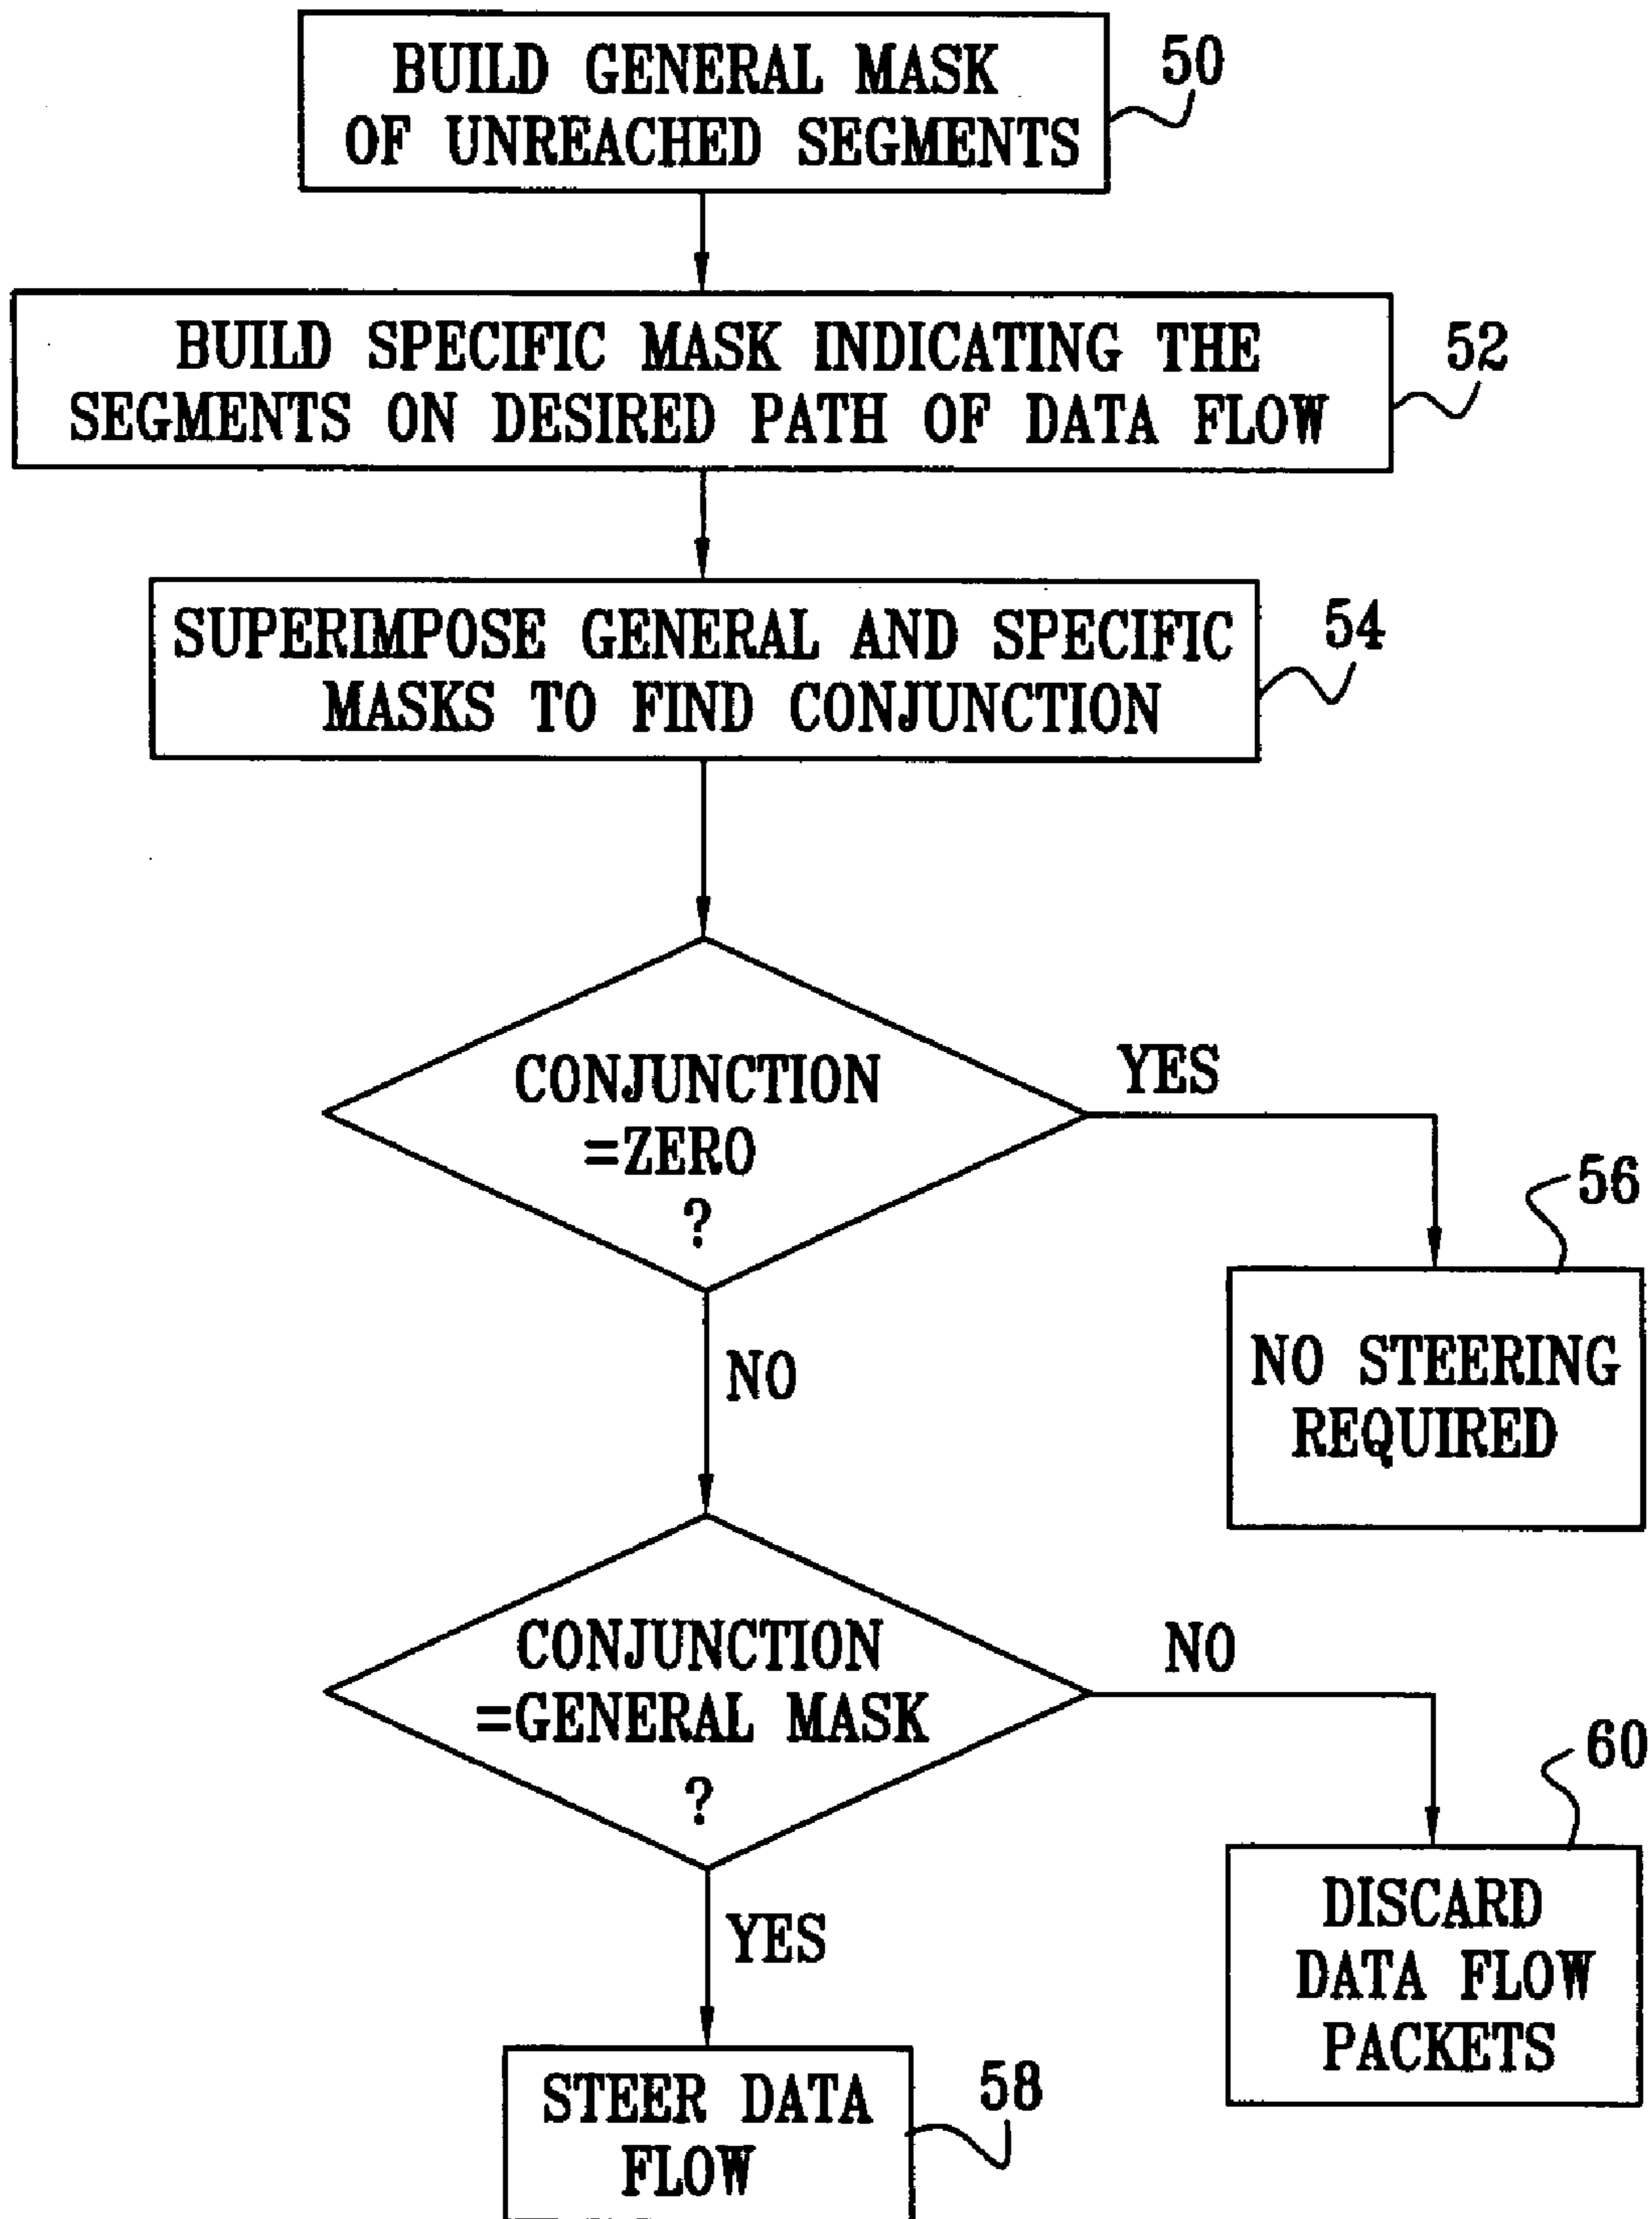 BUILD GENERAL MASK
OF UNREACHED SEGMENTS
50
BUILD SPECIFIC MASK INDICATING THE
SEGMENTS ON DESIRED PATH OF DATA FLOW
52
SUPERIMPOSE GENERAL AND SPECIFIC
MASKS TO FIND CONJUNCTION
54
CONJUNCTION
=ZERO
?
YES
56
NO STEERING
REQUIRED
NO
CONJUNCTION
=GENERAL MASK
?
NO
60
DISCARD
DATA FLOW
PACKETS
YES
STEER DATA
FLOW
58